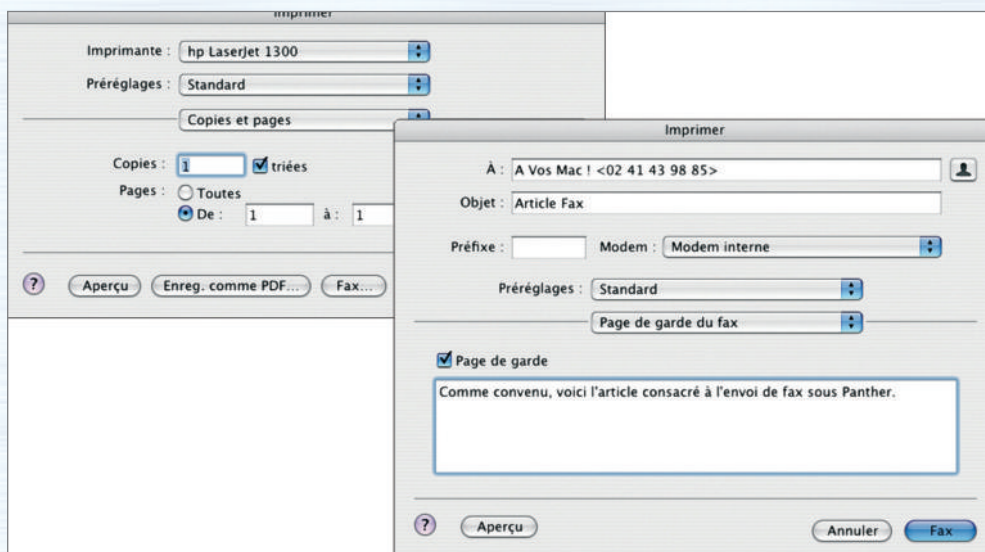 Imprimer
Imprimante : hp LaserJet 1300
Préréglages : Standard
Copies et pages
Copies : 1 triées
Pages : Toutes
De : 1 à : 1
? Aperçu Enreg. comme PDF... Fax...
Imprimer
À : A Vos Mac ! <02 41 43 98 85>
Objet : Article Fax
Préfixe : Modem : Modem interne
Préréglages : Standard
Page de garde du fax
Page de garde
Comme convenu, voici l'article consacré à l'envoi de fax sous Panther.
? Aperçu Annuler Fax